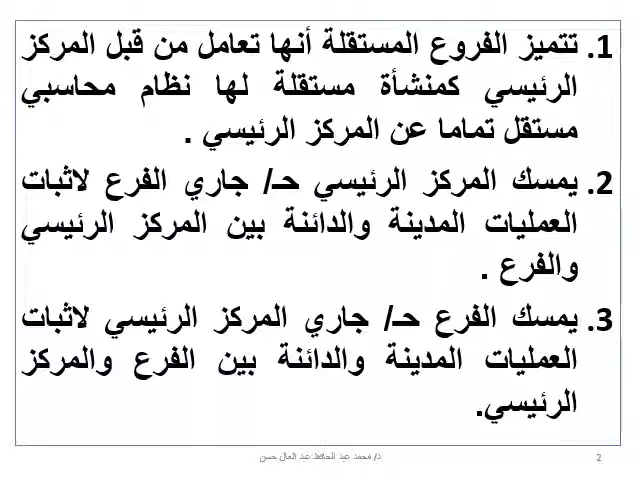 1. تتميز الفروع المستقلة أنها تعامل من قبل المركز
الرئيسي كمنشأة مستقلة لها نظام محاسبي
مستقل تماما عن المركز الرئيسي .
2. يمسك المركز الرئيسي حـ/ جاري الفرع لاثبات
العمليات المدينة والدائنة بين المركز الرئيسي
والفرع .
3. يمسك الفرع حـ/ جاري المركز الرئيسي لاثبات
العمليات المدينة والدائنة بين الفرع والمركز
الرئيسي.
د/ محمد عبد الحافظ عبد العال حسن
2